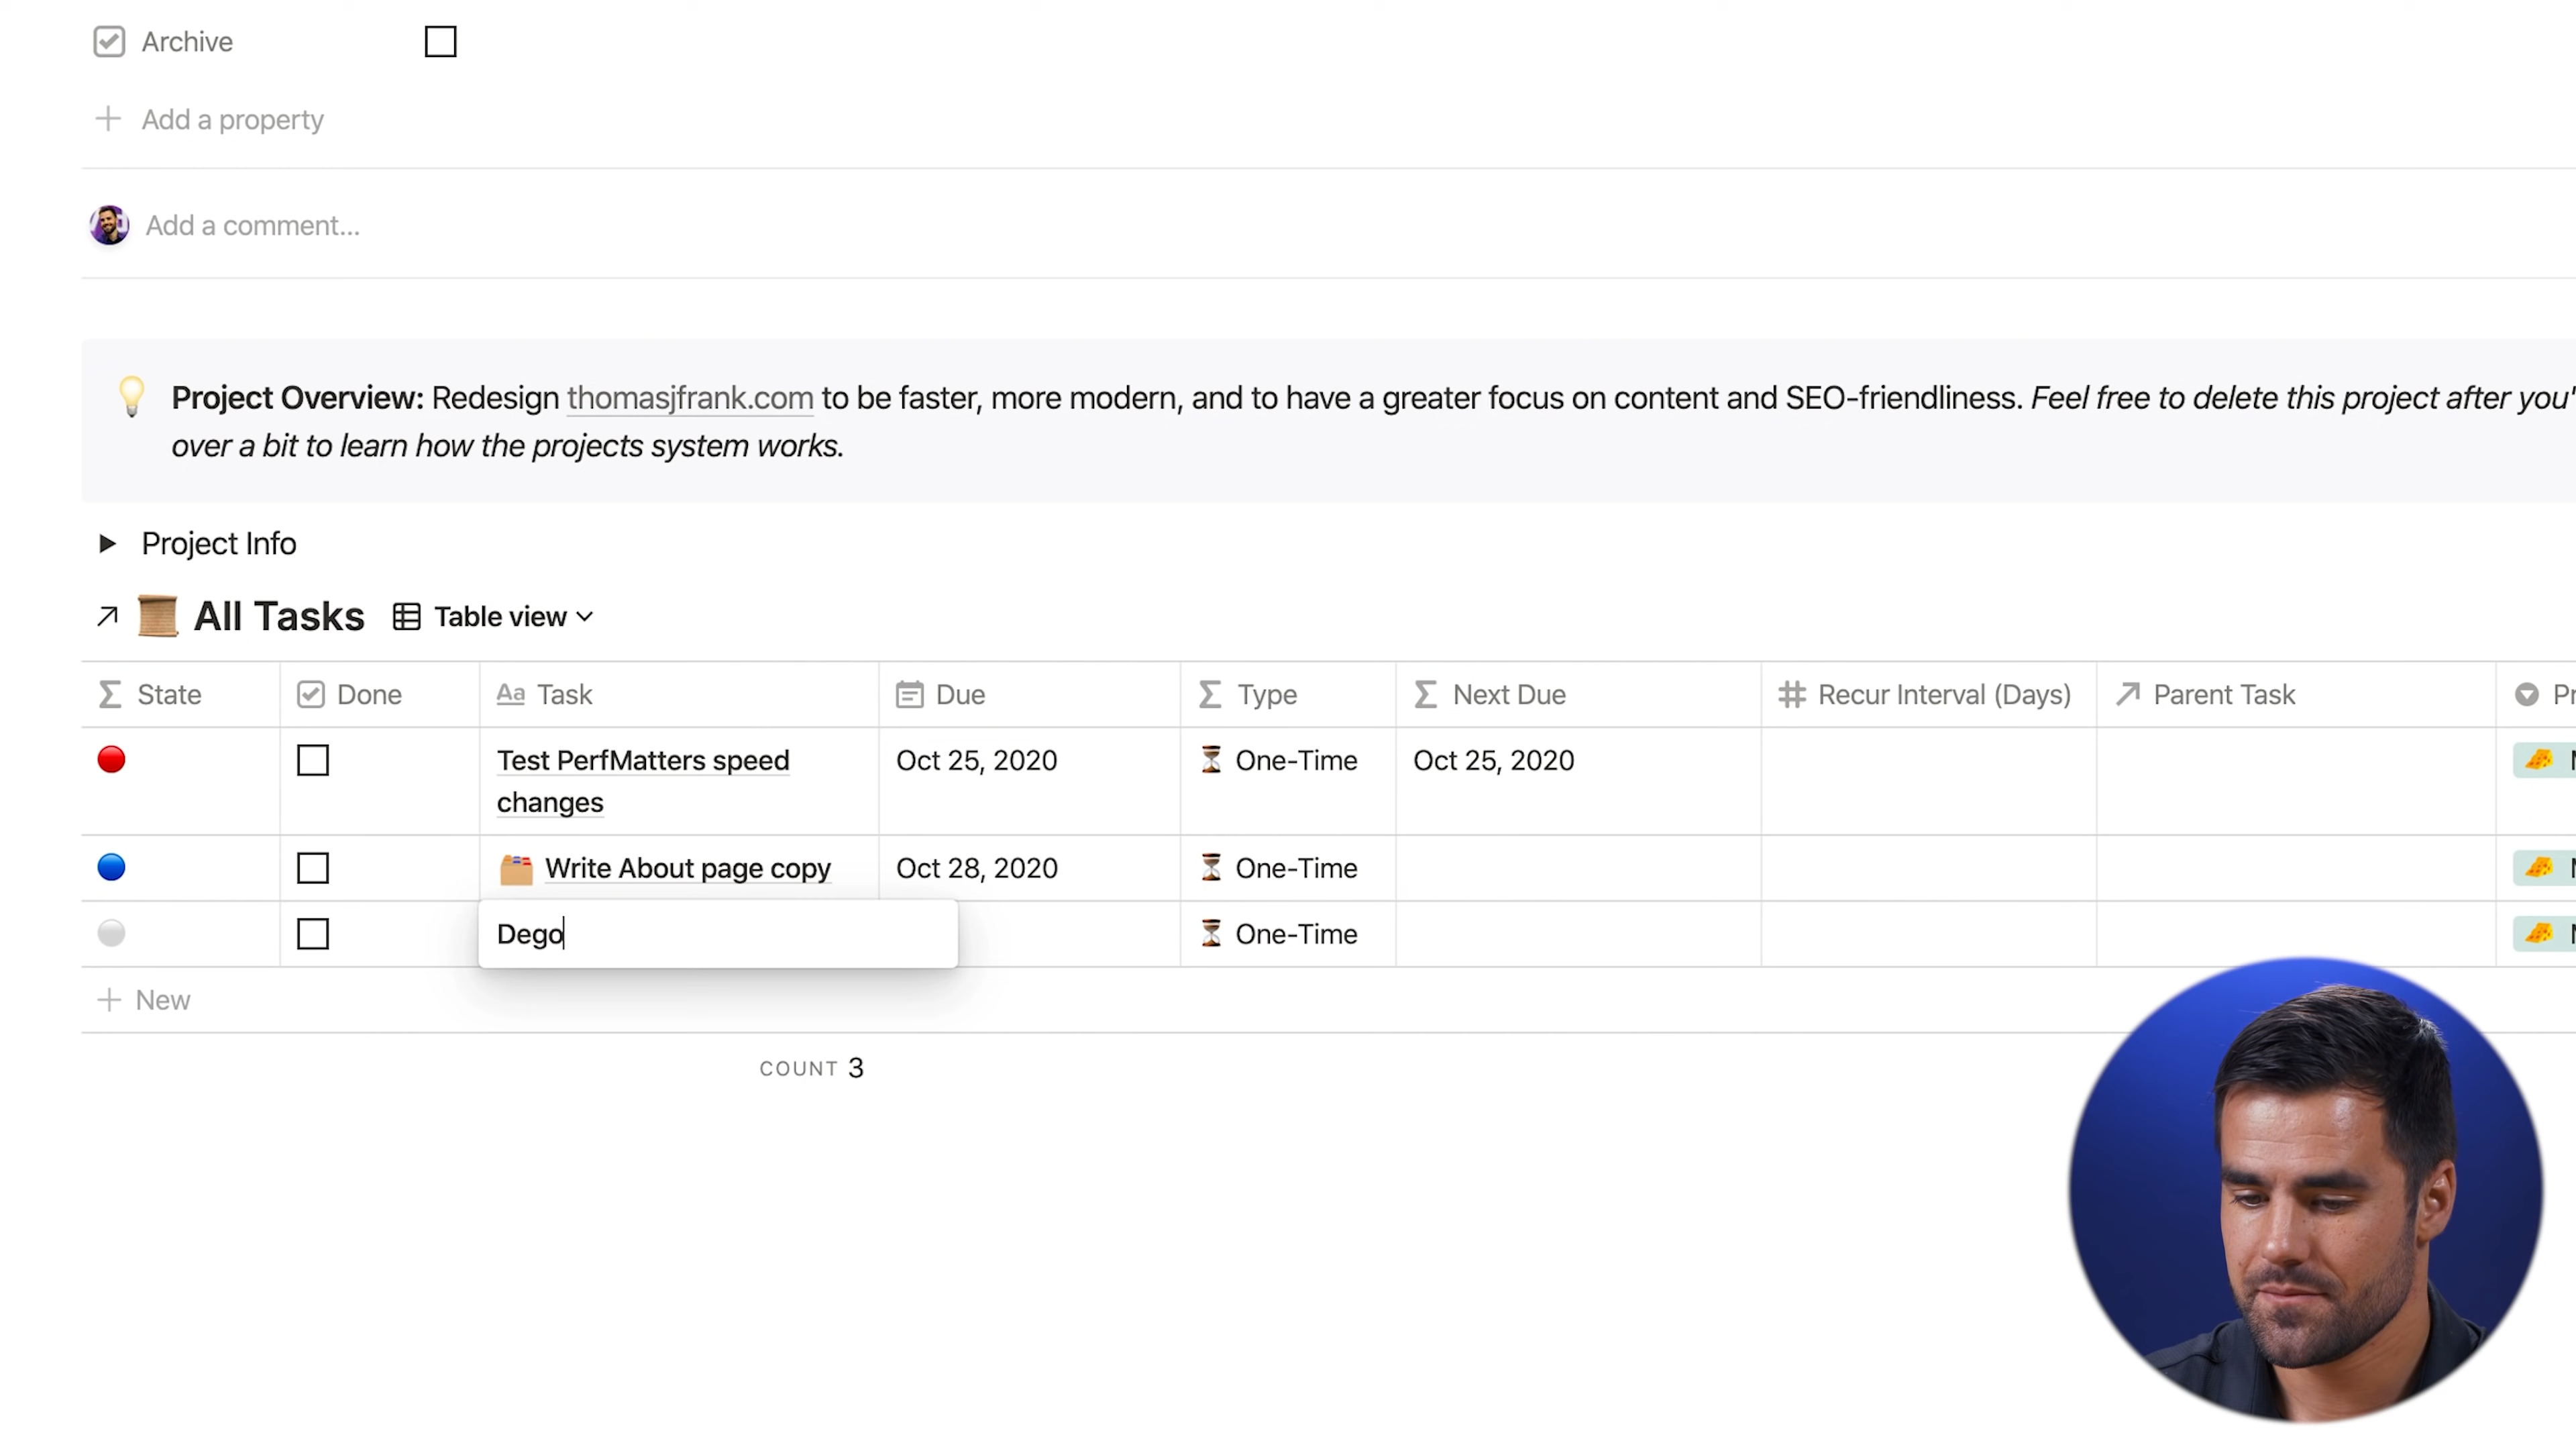 Archive
Add a property
Add a comment...
Project Overview: Redesign thomasjfrank.com to be faster, more modern, and to have a greater focus on content and SEO-friendliness. Feel free to delete this project after you'
over a bit to learn how the projects system works.
Project Info
All Tasks Table view
State Done Aa Task Due Type Next Due Recur Interval (Days) Parent Task
Test PerfMatters speed Oct 25, 2020 One-Time Oct 25, 2020
changes
Write About page copy Oct 28, 2020 One-Time
Dego One-Time
New
COUNT 3